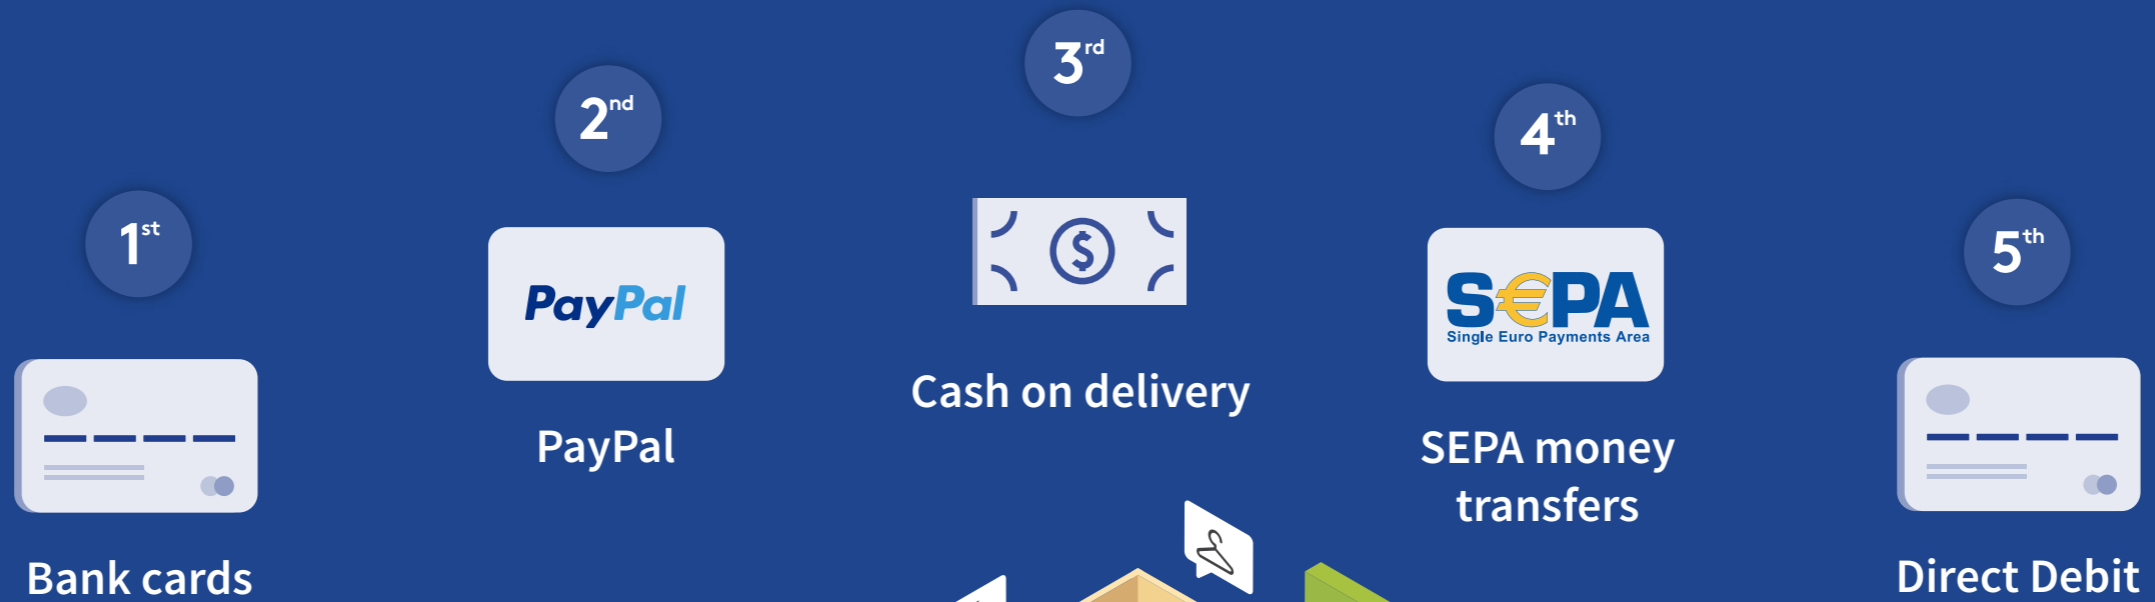 1st
Bank cards
2nd
PayPal
PayPal
3rd
$
Cash on delivery
4th
S€PA
Single Euro Payments Area
SEPA money
transfers
5th
Direct Debit